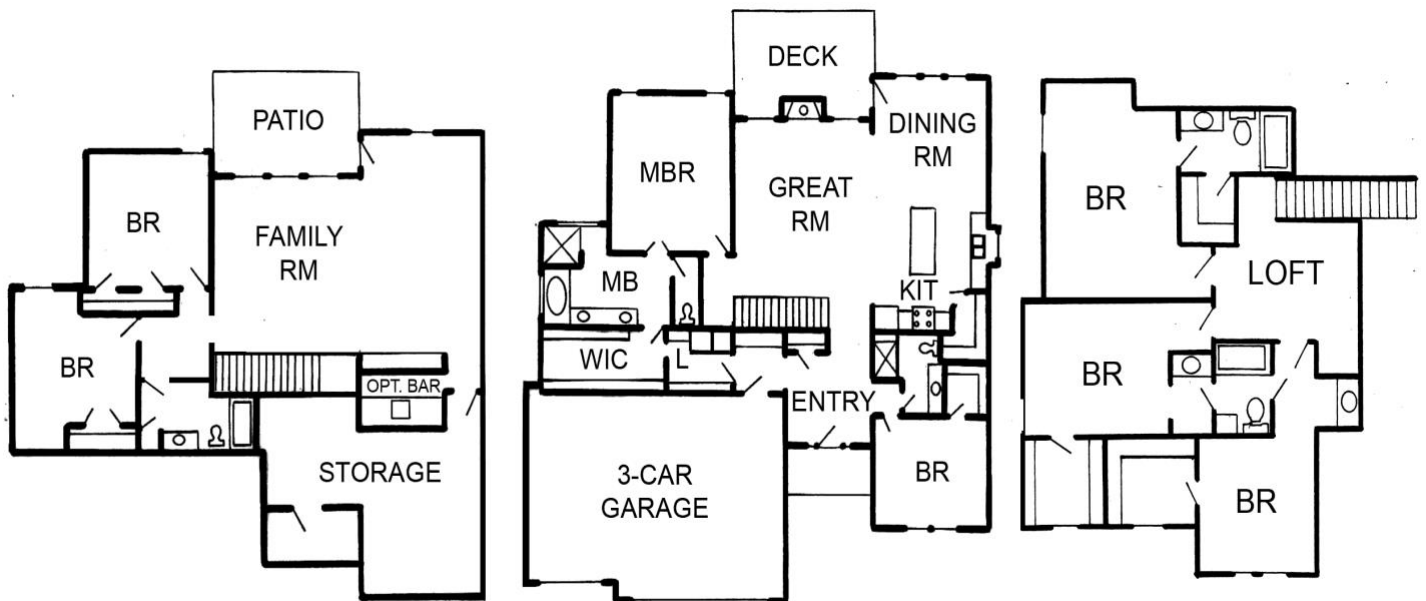 PATIO
BR
FAMILY
RM
BR
OPT. BAR
STORAGE
DECK
DINING
RM
MBR
GREAT
RM
MB
KIT
WIC
L
ENTRY
3-CAR
GARAGE
BR
BR
LOFT
BR
BR